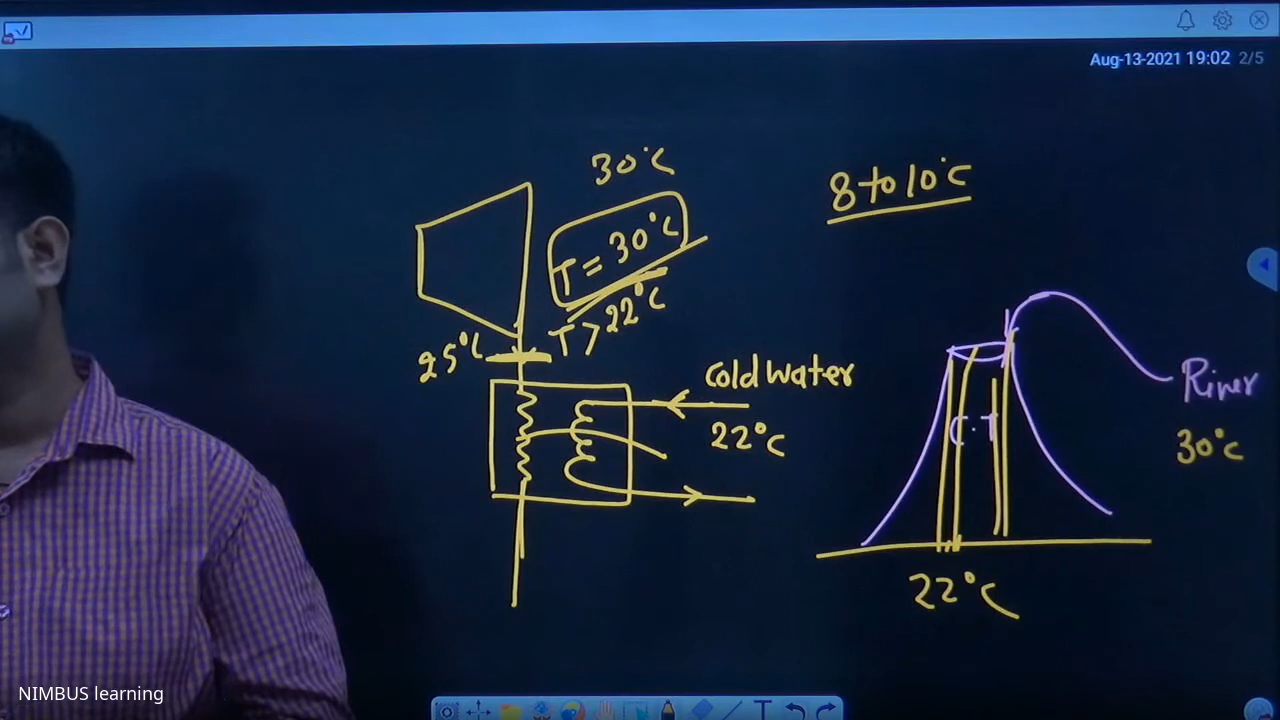 Aug-13-2021 19:02 2/5
30°C
8 to 10°C
T = 30°C
T > 22°C
25°C
Cold water
22°C
C.T
River
30°C
22°C
NIMBUS learning